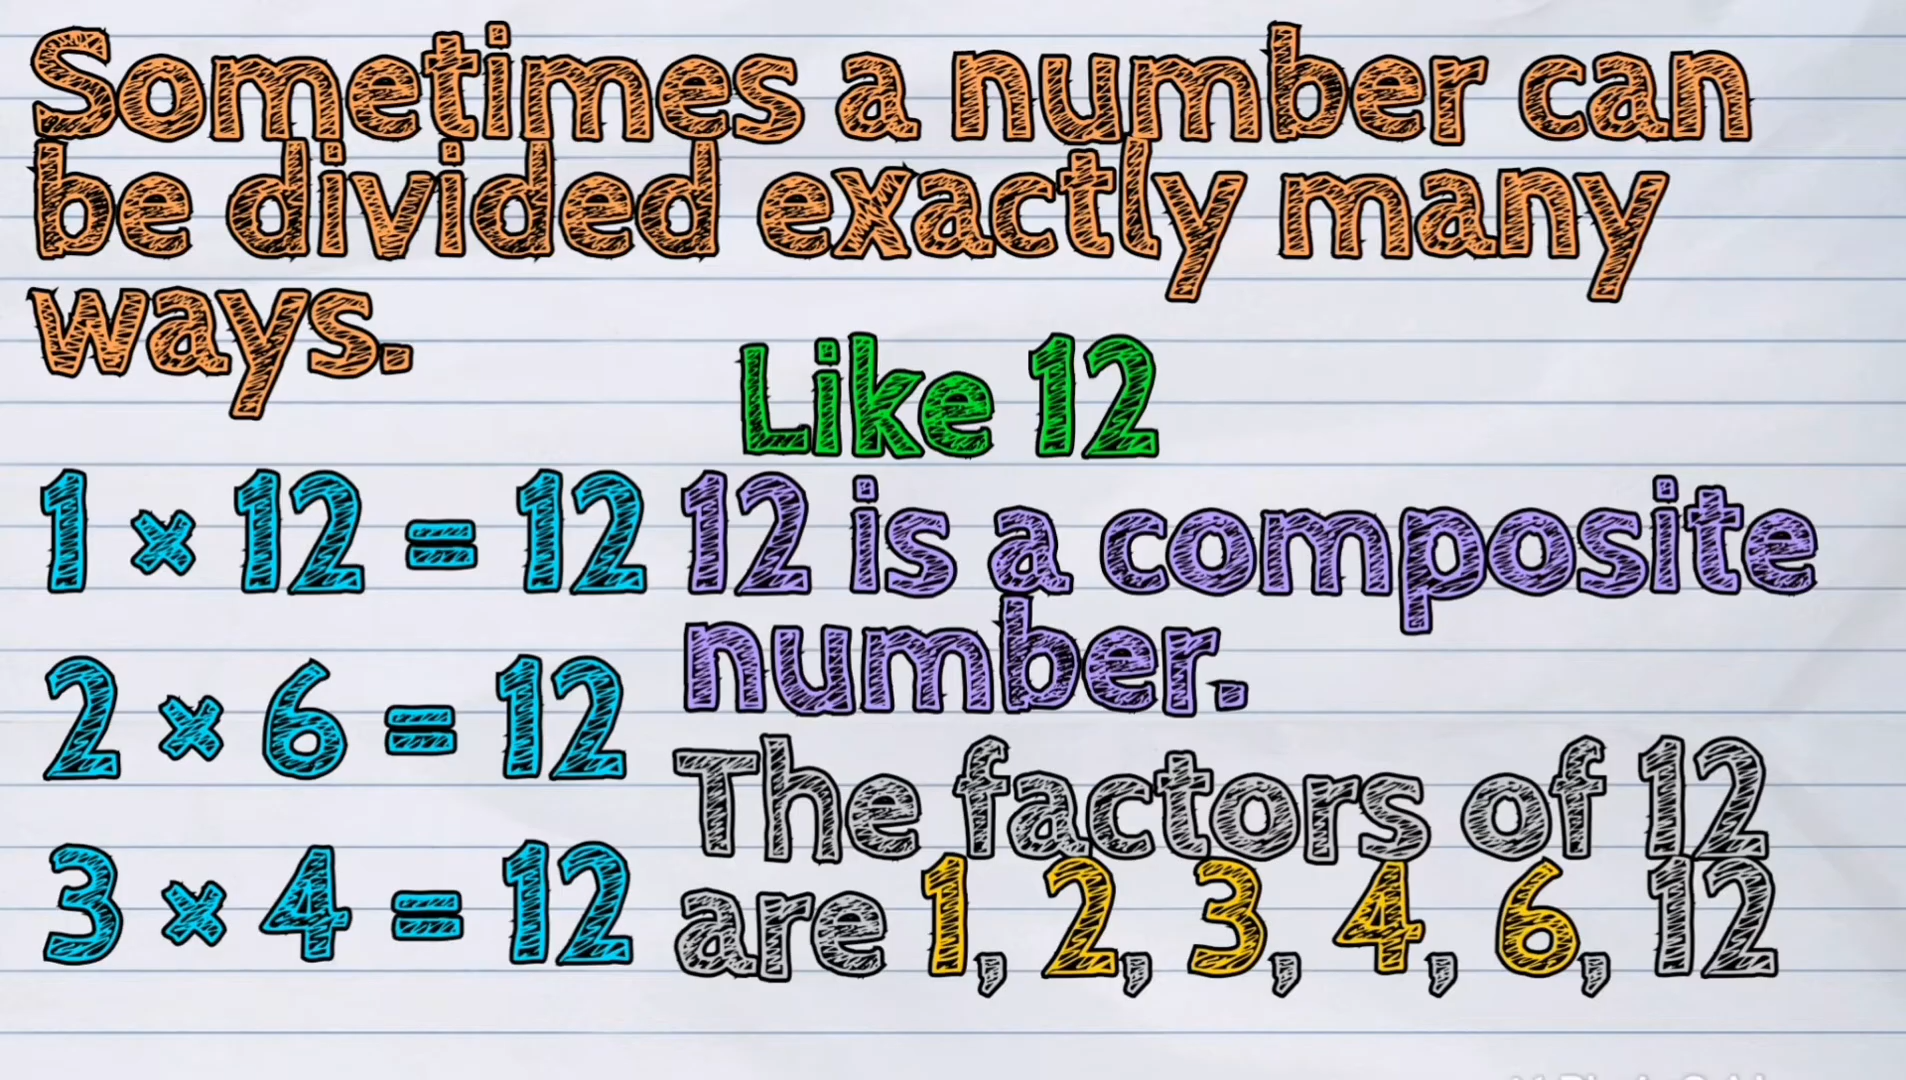 Sometimes a number can
be divided exactly many
ways.
Like 12
1 × 12 = 12
2 × 6 = 12
3 × 4 = 12
12 is a composite
number.
The factors of 12
are 1, 2, 3, 4, 6, 12